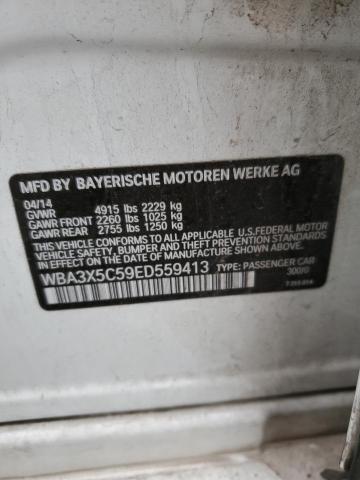 MFD BY BAYERISCHE MOTOREN WERKE AG
04/14
GVWR 4915 lbs 2229 kg
GAWR FRONT 2260 lbs 1025 kg
GAWR REAR 2755 lbs 1250 kg
THIS VEHICLE CONFORMS TO ALL APPLICABLE U.S. FEDERAL MOTOR
VEHICLE SAFETY, BUMPER, AND THEFT PREVENTION STANDARDS
IN EFFECT ON THE DATE OF MANUFACTURE SHOWN ABOVE.
WBA3X5C59ED559413 TYPE: PASSENGER CAR
300/0